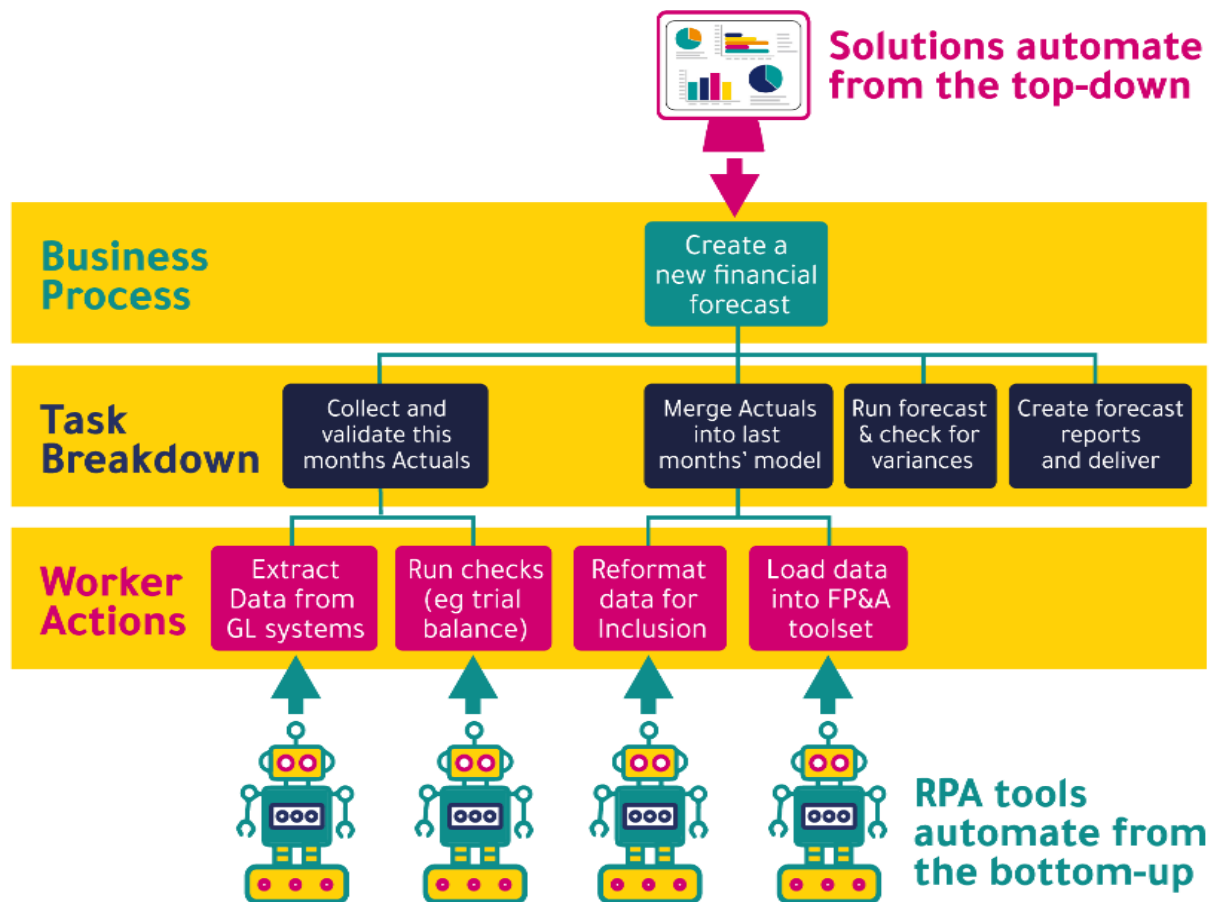 Solutions automate
from the top-down
Business
Process
Create a
new financial
forecast
Task
Breakdown
Collect and
validate this
months Actuals
Merge Actuals
into last
months’ model
Run forecast
& check for
variances
Create forecast
reports
and deliver
Worker
Actions
Extract
Data from
GL systems
Run checks
(eg trial
balance)
Reformat
data for
Inclusion
Load data
into FP&A
toolset
RPA tools
automate from
the bottom-up